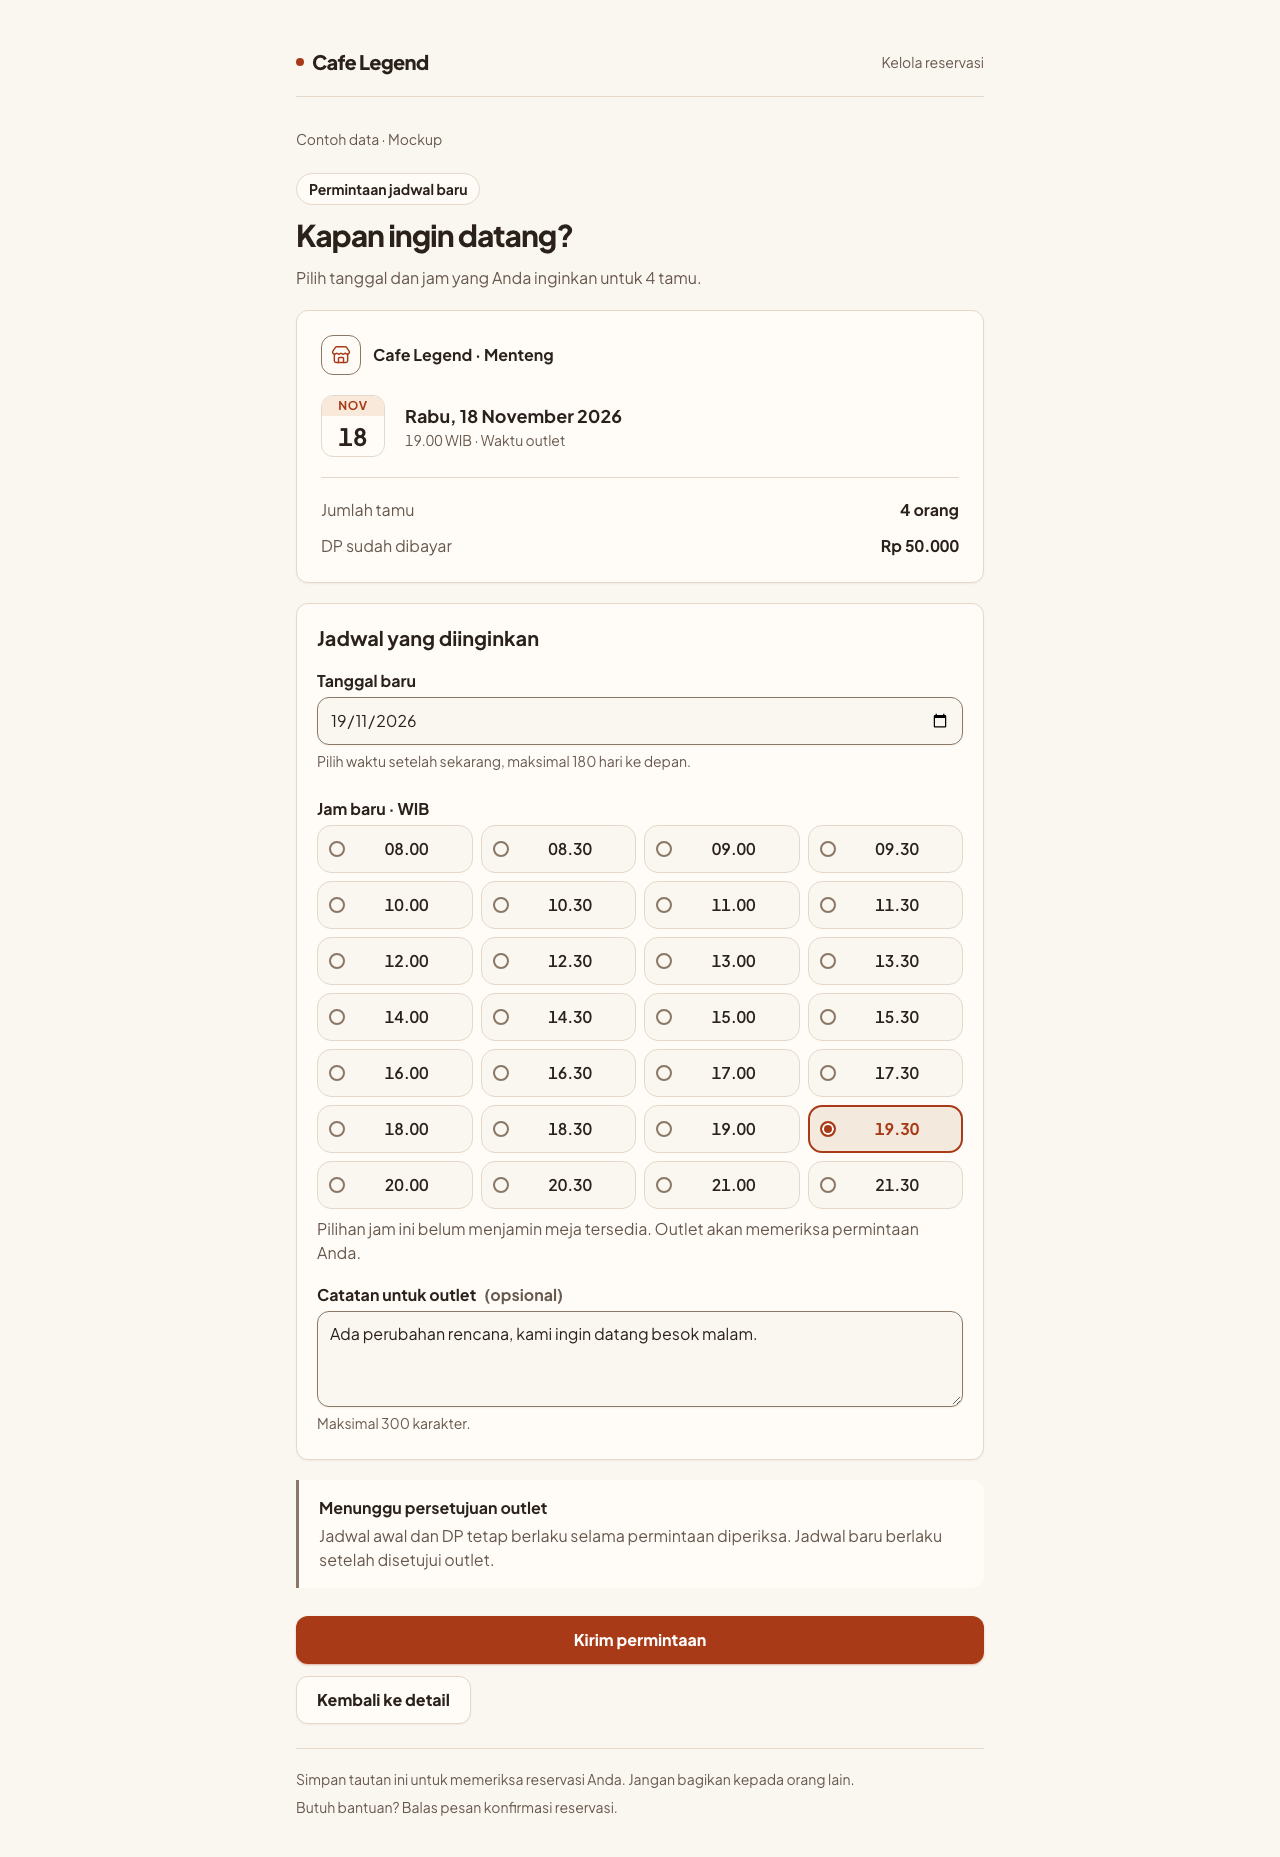 Cafe Legend
Kelola reservasi
Contoh data · Mockup
Permintaan jadwal baru
Kapan ingin datang?
Pilih tanggal dan jam yang Anda inginkan untuk 4 tamu.
Cafe Legend · Menteng
NOV
18
Rabu, 18 November 2026
19.00 WIB · Waktu outlet
Jumlah tamu
4 orang
DP sudah dibayar
Rp 50.000
Jadwal yang diinginkan
Tanggal baru
19/11/2026
Pilih waktu setelah sekarang, maksimal 180 hari ke depan.
Jam baru · WIB
08.00
08.30
09.00
09.30
10.00
10.30
11.00
11.30
12.00
12.30
13.00
13.30
14.00
14.30
15.00
15.30
16.00
16.30
17.00
17.30
18.00
18.30
19.00
19.30
20.00
20.30
21.00
21.30
Pilihan jam ini belum menjamin meja tersedia. Outlet akan memeriksa permintaan
Anda.
Catatan untuk outlet (opsional)
Ada perubahan rencana, kami ingin datang besok malam.
Maksimal 300 karakter.
Menunggu persetujuan outlet
Jadwal awal dan DP tetap berlaku selama permintaan diperiksa. Jadwal baru berlaku
setelah disetujui outlet.
Kirim permintaan
Kembali ke detail
Simpan tautan ini untuk memeriksa reservasi Anda. Jangan bagikan kepada orang lain.
Butuh bantuan? Balas pesan konfirmasi reservasi.